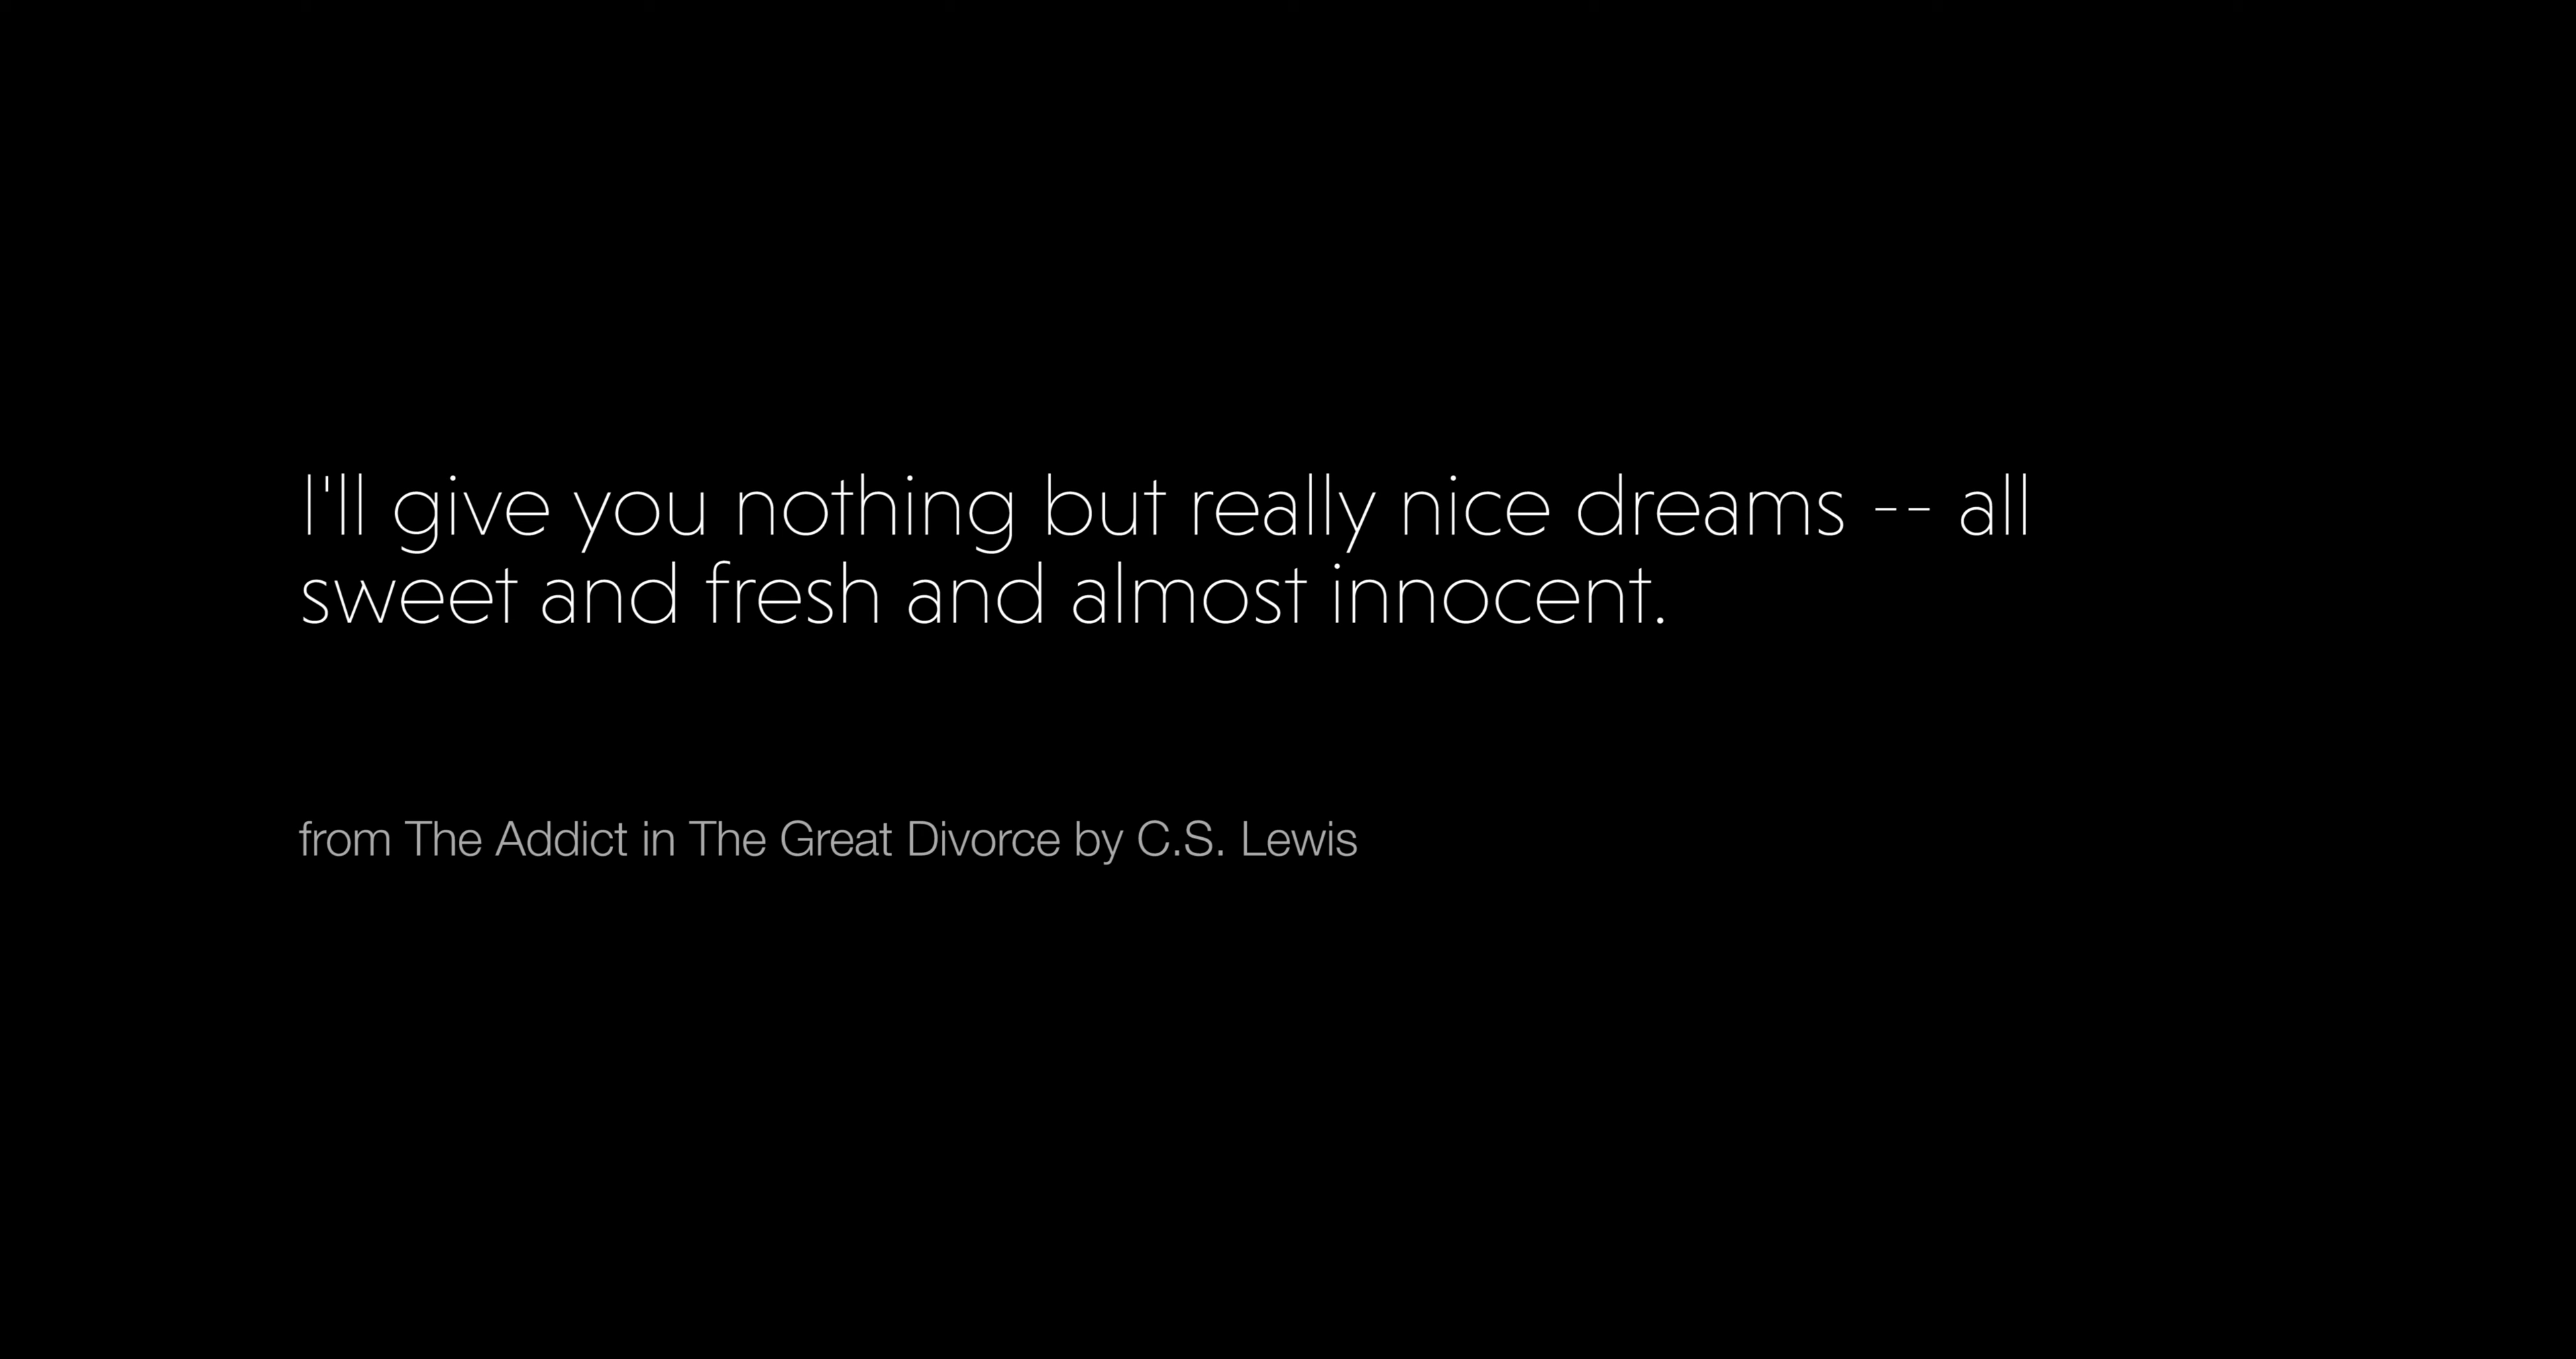 I'll give you nothing but really nice dreams -- all
sweet and fresh and almost innocent.
from The Addict in The Great Divorce by C.S. Lewis